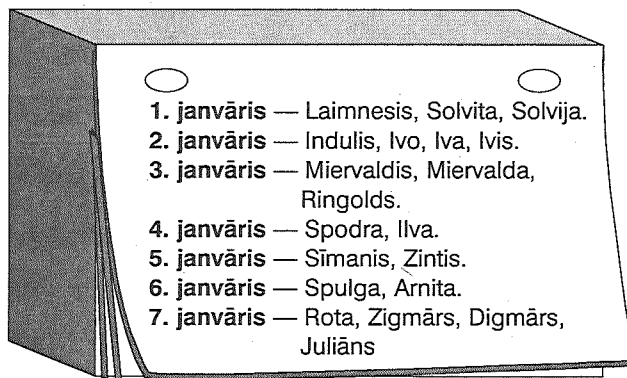 1. janvāris — Laimnesis, Solvita, Solvija.
2. janvāris — Indulis, Ivo, Iva, Ivis.
3. janvāris — Miervaldis, Miervalda,
Ringolds.
4. janvāris — Spodra, Ilva.
5. janvāris — Sīmanis, Zintis.
6. janvāris — Spulga, Arnita.
7. janvāris — Rota, Zigmārs, Digmārs,
Juliāns